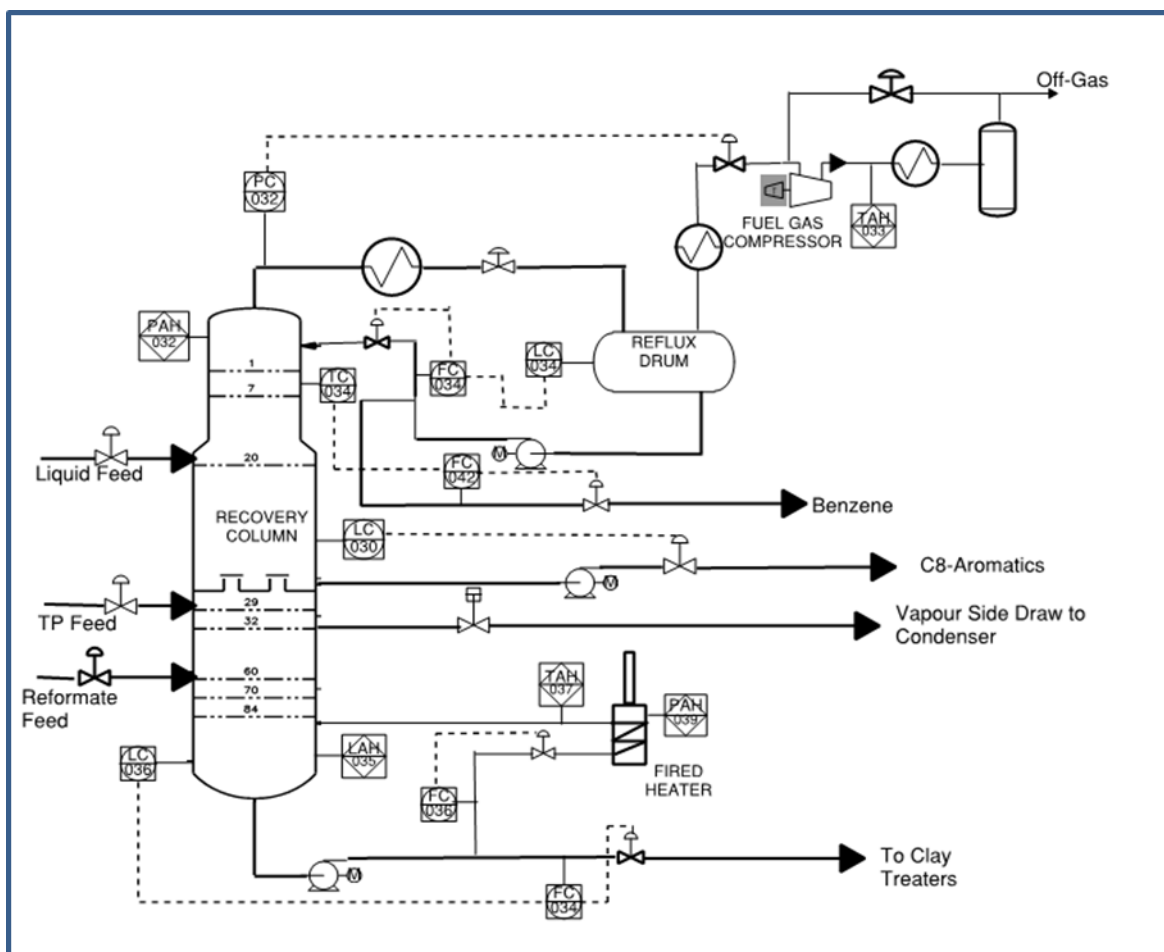 Off-Gas
PC
032
FUEL GAS
COMPRESSOR
TAH
033
PAH
032
1
7
TC
034
FC
034
LC
034
REFLUX
DRUM
M
Liquid Feed
20
FC
042
Benzene
RECOVERY
COLUMN
LC
030
M
C8-Aromatics
TP Feed
29
32
Vapour Side Draw to
Condenser
Reformate
Feed
60
70
84
TAH
037
PAH
039
LC
036
LAH
035
FC
036
FIRED
HEATER
M
FC
034
To Clay
Treaters